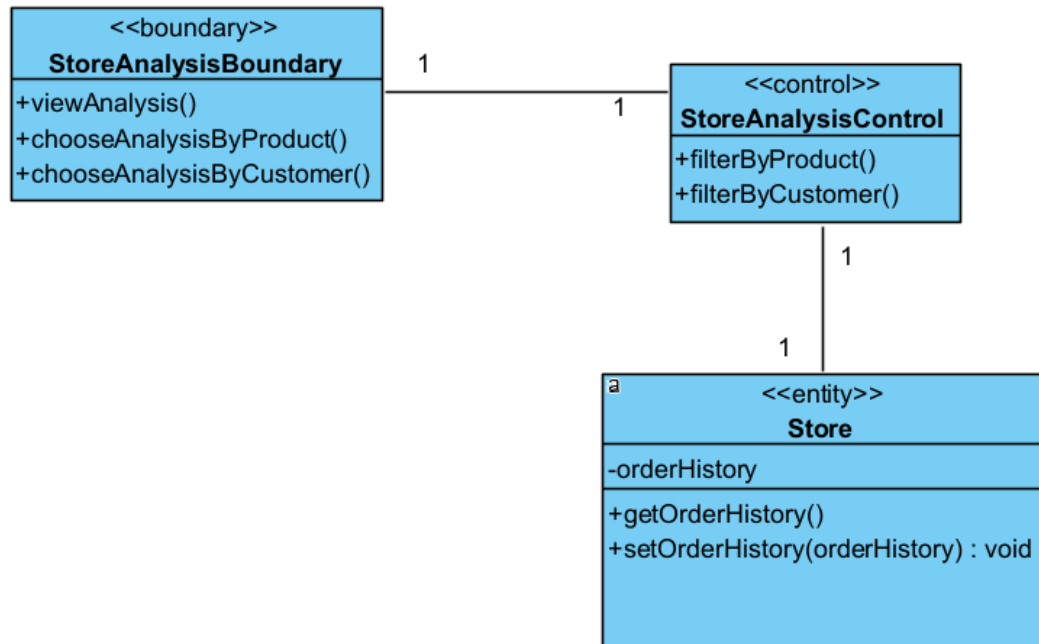 <<boundary>>
StoreAnalysisBoundary
+viewAnalysis()
+chooseAnalysisByProduct()
+chooseAnalysisByCustomer()
1
1
<<control>>
StoreAnalysisControl
+filterByProduct()
+filterByCustomer()
1
1
a
<<entity>>
Store
-orderHistory
+getOrderHistory()
+setOrderHistory(orderHistory) : void